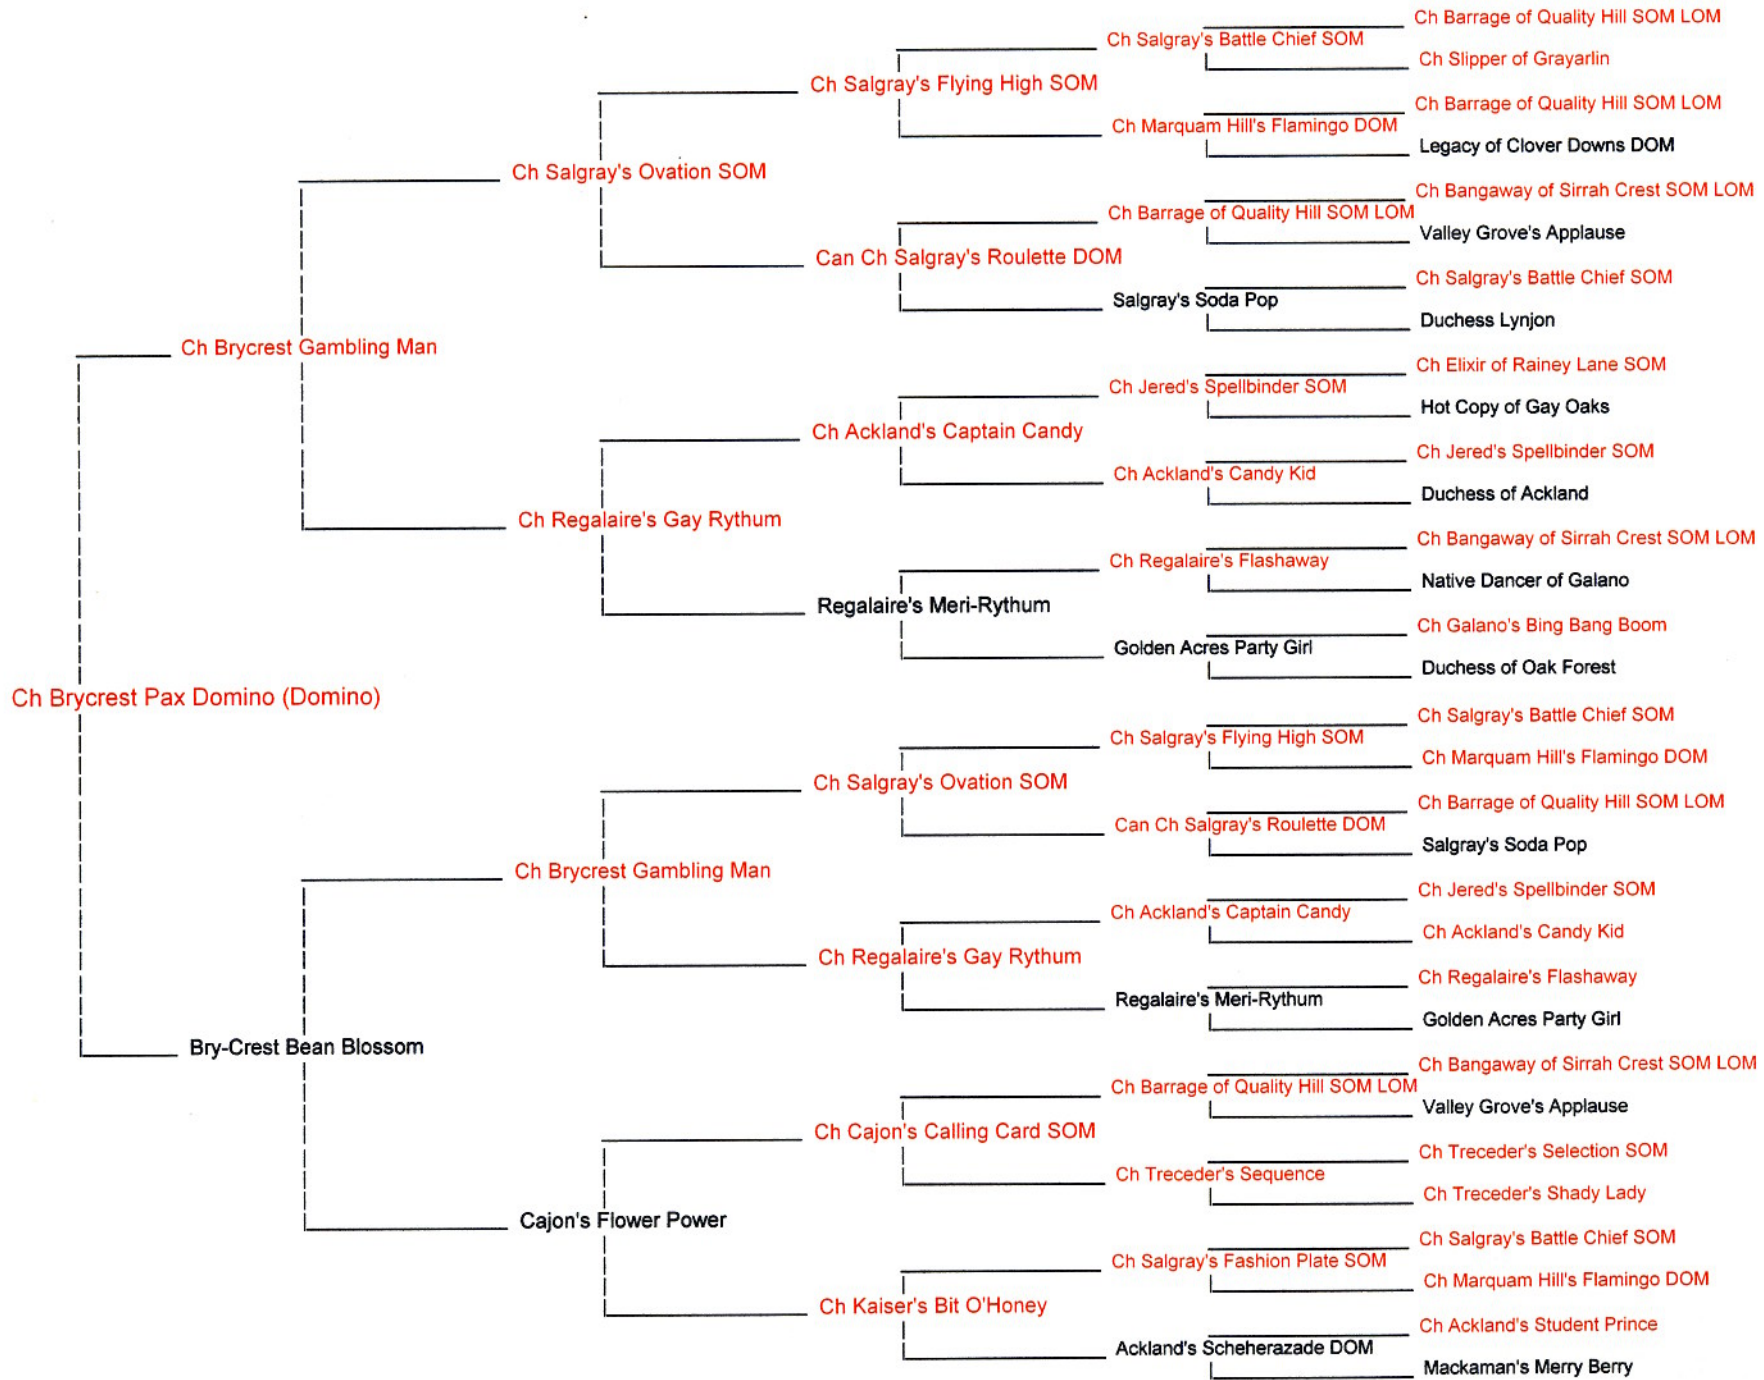 Ch Barrage of Quality Hill SOM LOM
Ch Salgray's Battle Chief SOM
Ch Slipper of Grayarlin
Ch Salgray's Flying High SOM
Ch Barrage of Quality Hill SOM LOM
Ch Marquam Hill's Flamingo DOM
Legacy of Clover Downs DOM
Ch Salgray's Ovation SOM
Ch Bangaway of Sirrah Crest SOM LOM
Ch Barrage of Quality Hill SOM LOM
Valley Grove's Applause
Can Ch Salgray's Roulette DOM
Ch Salgray's Battle Chief SOM
Salgray's Soda Pop
Duchess Lynjon
Ch Brycrest Gambling Man
Ch Elixir of Rainey Lane SOM
Ch Jered's Spellbinder SOM
Hot Copy of Gay Oaks
Ch Ackland's Captain Candy
Ch Jered's Spellbinder SOM
Ch Ackland's Candy Kid
Duchess of Ackland
Ch Regalaire's Gay Rythum
Ch Bangaway of Sirrah Crest SOM LOM
Ch Regalaire's Flashaway
Native Dancer of Galano
Regalaire's Meri-Rythum
Ch Galano's Bing Bang Boom
Golden Acres Party Girl
Duchess of Oak Forest
Ch Brycrest Pax Domino (Domino)
Ch Salgray's Battle Chief SOM
Ch Salgray's Flying High SOM
Ch Marquam Hill's Flamingo DOM
Ch Salgray's Ovation SOM
Ch Barrage of Quality Hill SOM LOM
Can Ch Salgray's Roulette DOM
Salgray's Soda Pop
Ch Brycrest Gambling Man
Ch Jered's Spellbinder SOM
Ch Ackland's Captain Candy
Ch Ackland's Candy Kid
Ch Regalaire's Gay Rythum
Ch Regalaire's Flashaway
Regalaire's Meri-Rythum
Golden Acres Party Girl
Bry-Crest Bean Blossom
Ch Bangaway of Sirrah Crest SOM LOM
Ch Barrage of Quality Hill SOM LOM
Valley Grove's Applause
Ch Cajon's Calling Card SOM
Ch Treceder's Selection SOM
Ch Treceder's Sequence
Ch Treceder's Shady Lady
Cajon's Flower Power
Ch Salgray's Battle Chief SOM
Ch Salgray's Fashion Plate SOM
Ch Marquam Hill's Flamingo DOM
Ch Kaiser's Bit O'Honey
Ch Ackland's Student Prince
Ackland's Scheherazade DOM
Mackaman's Merry Berry